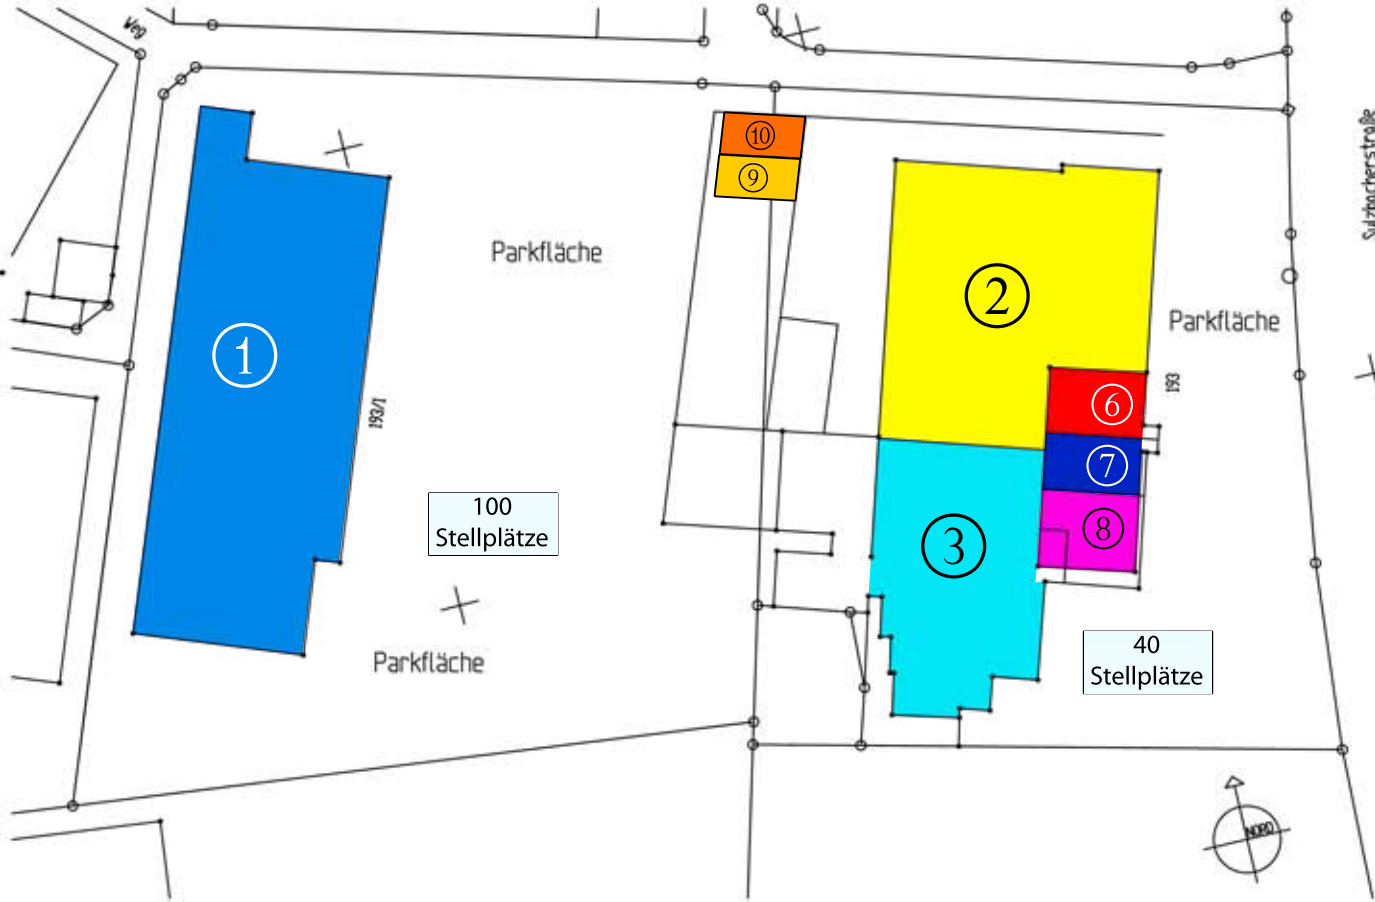 Weg
Sulzbacherstraße
⑩
⑨
Parkfläche
②
Parkfläche
①
193/1
193
⑥
⑦
100
Stellplätze
③
⑧
40
Stellplätze
Parkfläche
NORD